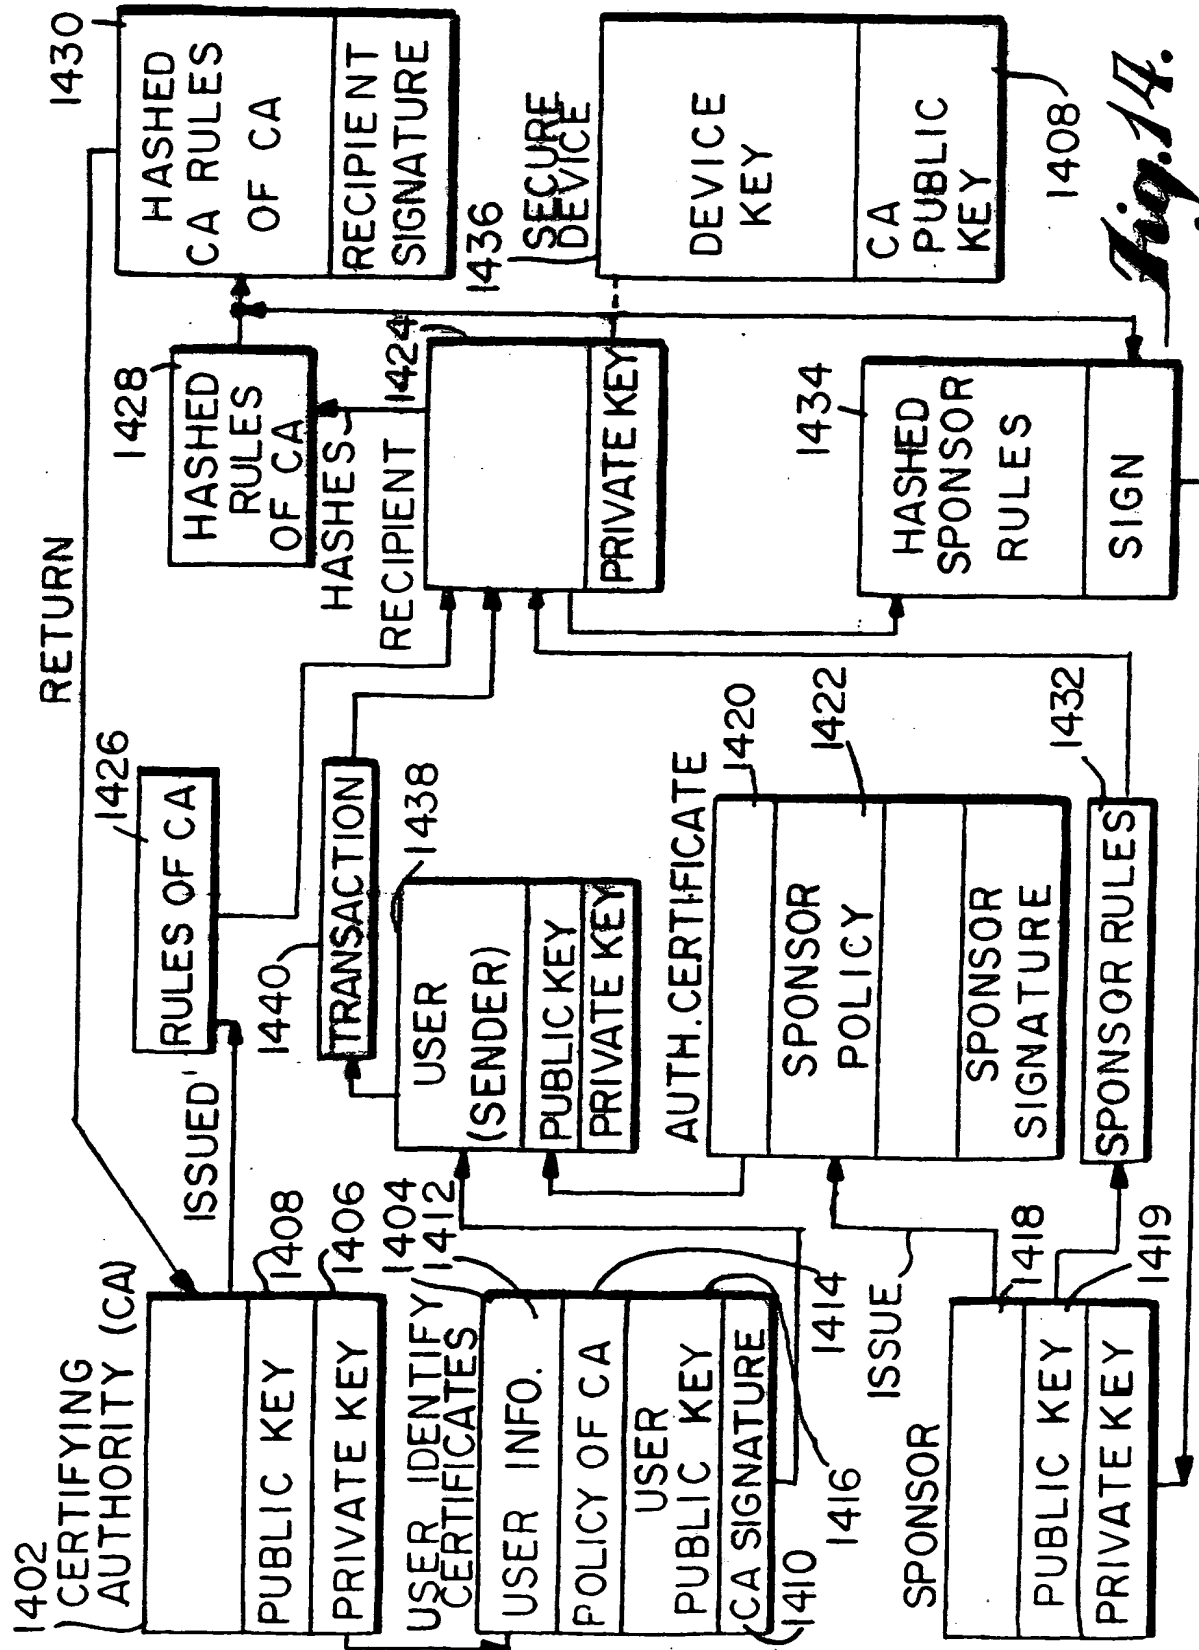 1402
CERTIFYING
AUTHORITY (CA)
PUBLIC KEY
PRIVATE KEY
1408
1406
ISSUED
RETURN
1426
RULES OF CA
USER IDENTIFY
CERTIFICATES
1404
1412
USER INFO.
POLICY OF CA
USER
PUBLIC KEY
CA SIGNATURE
1410
1416
1414
1440
TRANSACTION
1438
USER
(SENDER)
PUBLIC KEY
PRIVATE KEY
AUTH. CERTIFICATE
1420
SPONSOR
POLICY
1422
SPONSOR
SIGNATURE
ISSUE
SPONSOR
1418
PUBLIC KEY
1419
PRIVATE KEY
SPONSOR RULES
1432
1428
HASHED
RULES
OF CA
HASHES
RECIPIENT
1424
PRIVATE KEY
1434
HASHED
SPONSOR
RULES
SIGN
1430
HASHED
CA RULES
OF CA
RECIPIENT
SIGNATURE
1436
SECURE
DEVICE
DEVICE
KEY
CA
PUBLIC
KEY
1408
Fig.14.